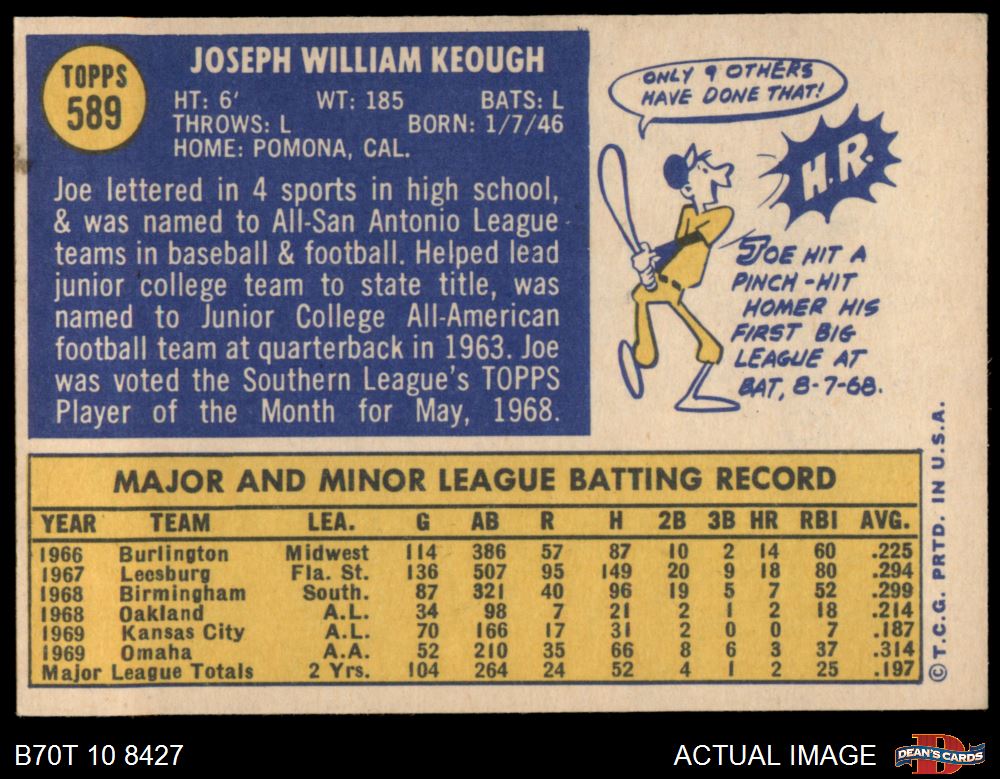 TOPPS
589
JOSEPH WILLIAM KEOUGH
HT: 6' WT: 185 BATS: L
THROWS: L BORN: 1/7/46
HOME: POMONA, CAL.
Joe lettered in 4 sports in high school,
& was named to All-San Antonio League
teams in baseball & football. Helped lead
junior college team to state title, was
named to Junior College All-American
football team at quarterback in 1963. Joe
was voted the Southern League's TOPPS
Player of the Month for May, 1968.
ONLY 9 OTHERS
HAVE DONE THAT!
H.R.
JOE HIT A
PINCH-HIT
HOMER HIS
FIRST BIG
LEAGUE AT
BAT, 8-7-68.
MAJOR AND MINOR LEAGUE BATTING RECORD
YEAR TEAM LEA. G AB R H 2B 3B HR RBI AVG.
1966 Burlington Midwest 114 386 57 87 10 2 14 60 .225
1967 Leesburg Fla. St. 136 507 95 149 20 9 18 80 .294
1968 Birmingham South. 87 321 40 96 19 5 7 52 .299
1968 Oakland A.L. 34 98 7 21 2 1 2 18 .214
1969 Kansas City A.L. 70 166 17 31 2 0 0 7 .187
1969 Omaha A.A. 52 210 35 66 8 6 3 37 .314
Major League Totals 2 Yrs. 104 264 24 52 4 1 2 25 .197
© T.C.G. PRTD. IN U.S.A.
B70T 10 8427
ACTUAL IMAGE
D
DEAN'S CARDS